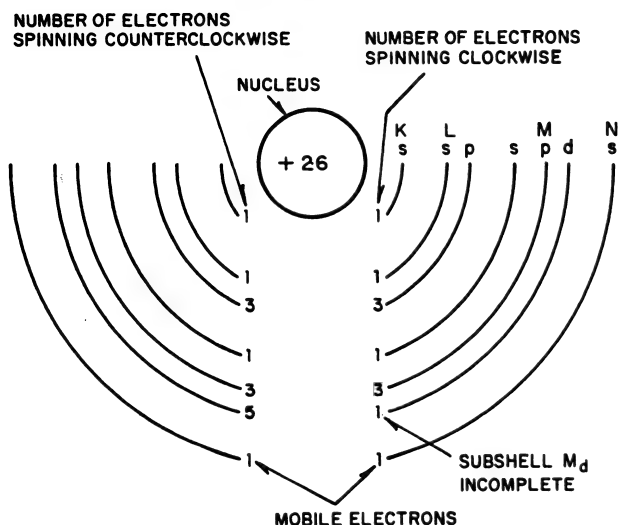 NUMBER OF ELECTRONS
SPINNING COUNTERCLOCKWISE
NUMBER OF ELECTRONS
SPINNING CLOCKWISE
NUCLEUS
K L M N
s s p s p d s
+26
1 1
1 1
3 3
1 1
3 3
5 1
1 1
SUBSHELL Md
INCOMPLETE
MOBILE ELECTRONS